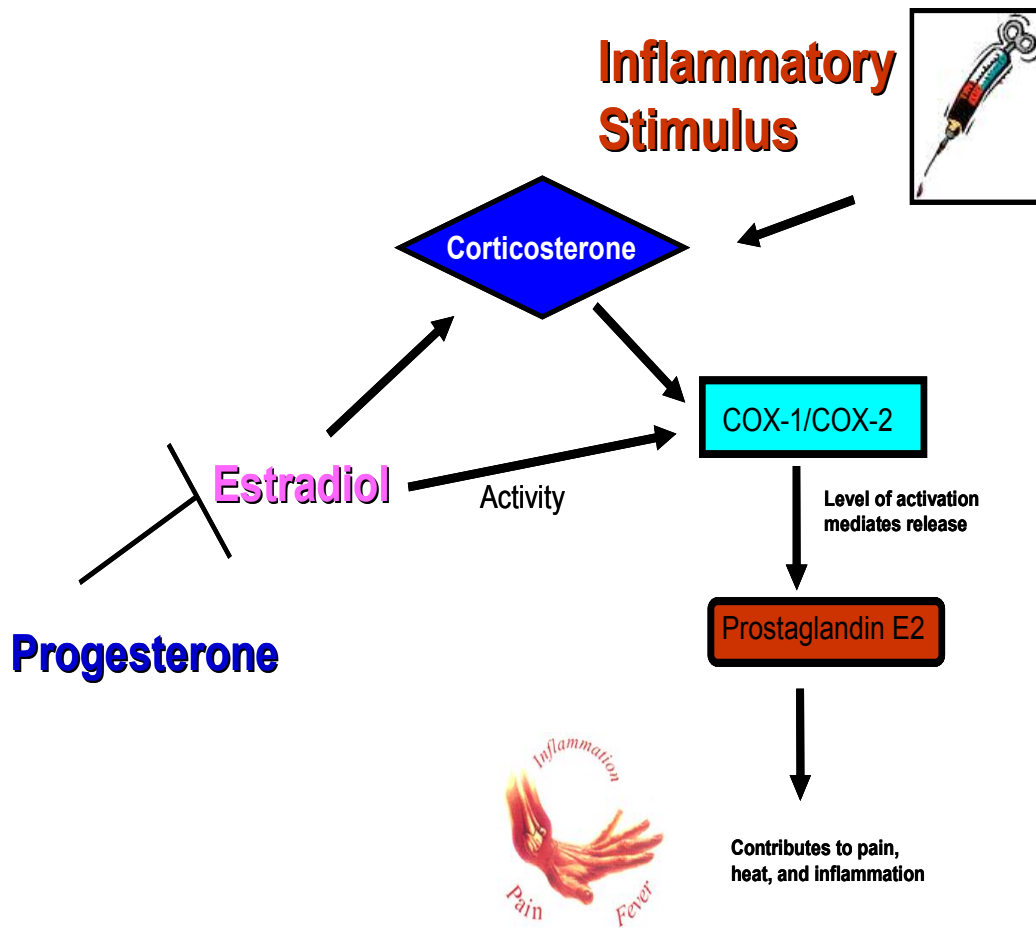 Inflammatory
Stimulus
Corticosterone
COX-1/COX-2
Estradiol
Activity
Level of activation
mediates release
Progesterone
Prostaglandin E2
Inflammation
Pain
Fever
Contributes to pain,
heat, and inflammation